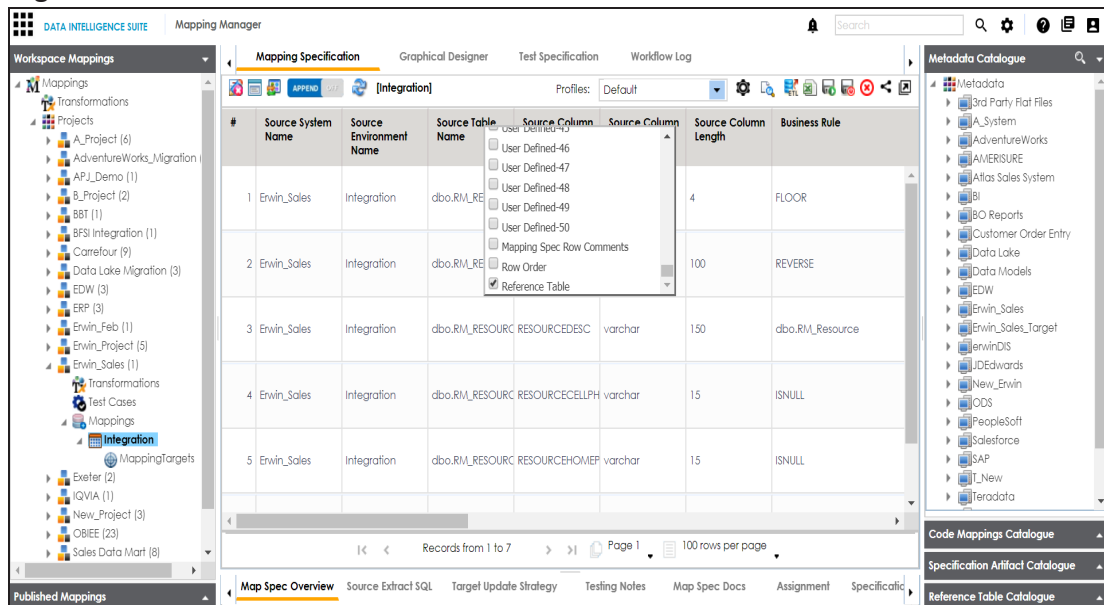 DATA INTELLIGENCE SUITE Mapping Manager Search
Workspace Mappings
Mappings
Transformations
Projects
A_Project (6)
AdventureWorks_Migration
APJ_Demo (1)
B_Project (2)
BBT (1)
BFSI Integration (1)
Carrefour (9)
Data Lake Migration (3)
EDW (3)
ERP (3)
Erwin_Feb (1)
Erwin_Project (5)
Erwin_Sales (1)
Transformations
Test Cases
Mappings
Integration
MappingTargets
Exeter (2)
IQVIA (1)
New_Project (3)
OBIEE (23)
Sales Data Mart (8)
Published Mappings
Mapping Specification Graphical Designer Test Specification Workflow Log
APPEND [Integration] Profiles: Default
# Source System Name Source Environment Name Source Table Name Source Column Source Column Source Column Length Business Rule
User Defined-45
User Defined-46
User Defined-47
User Defined-48
User Defined-49
User Defined-50
Mapping Spec Row Comments
Row Order
Reference Table
1 Erwin_Sales Integration dbo.RM_RE 4 FLOOR
2 Erwin_Sales Integration dbo.RM_RE 100 REVERSE
3 Erwin_Sales Integration dbo.RM_RESOURC RESOURCEDESC varchar 150 dbo.RM_Resource
4 Erwin_Sales Integration dbo.RM_RESOURC RESOURCECELLPH varchar 15 ISNULL
5 Erwin_Sales Integration dbo.RM_RESOURC RESOURCEHOMEP varchar 15 ISNULL
Records from 1 to 7 Page 1 100 rows per page
Map Spec Overview Source Extract SQL Target Update Strategy Testing Notes Map Spec Docs Assignment Specificatic
Metadata Catalogue
Metadata
3rd Party Flat Files
A_System
AdventureWorks
AMERISURE
Atlas Sales System
BI
BO Reports
Customer Order Entry
Data Lake
Data Models
EDW
Erwin_Sales
Erwin_Sales_Target
erwinDIS
JDEdwards
New_Erwin
ODS
PeopleSoft
Salesforce
SAP
T_New
Teradata
Code Mappings Catalogue
Specification Artifact Catalogue
Reference Table Catalogue